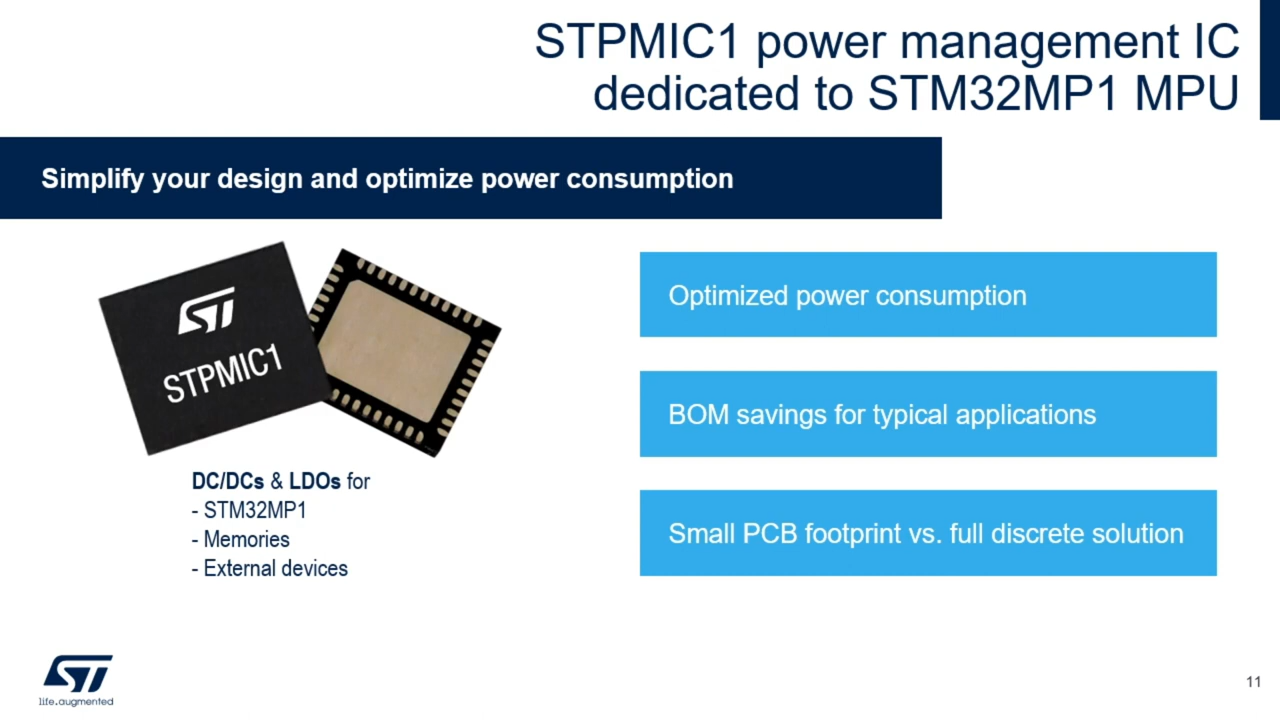 STPMIC1 power management IC
dedicated to STM32MP1 MPU
Simplify your design and optimize power consumption
ST
STPMIC1
DC/DCs & LDOs for
- STM32MP1
- Memories
- External devices
Optimized power consumption
BOM savings for typical applications
Small PCB footprint vs. full discrete solution
ST
life.augmented
11